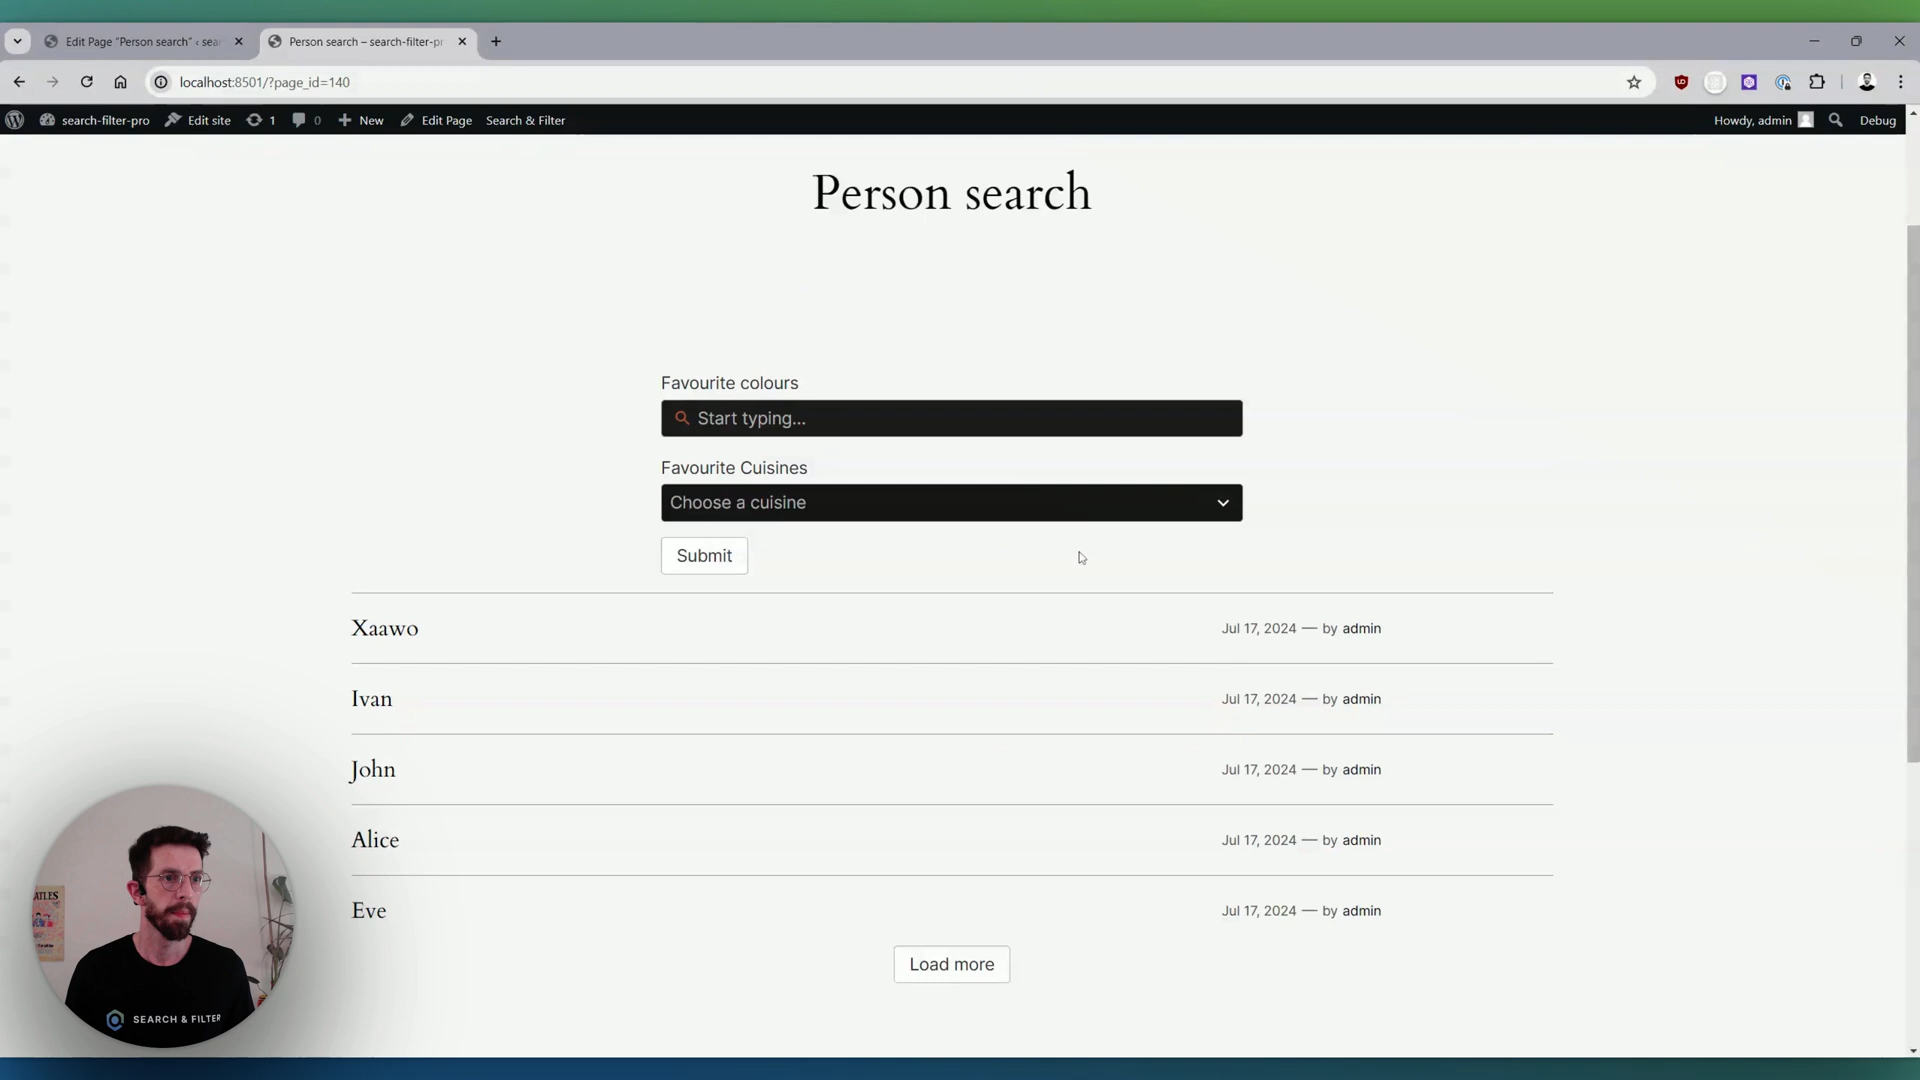 Edit Page "Person search" ‹ sear
Person search – search-filter-pr
localhost:8501/?page_id=140
search-filter-pro
Edit site
1
0
New
Edit Page
Search & Filter
Howdy, admin
Debug
Person search
Favourite colours
Start typing...
Favourite Cuisines
Choose a cuisine
Submit
Xaawo
Jul 17, 2024 — by admin
Ivan
Jul 17, 2024 — by admin
John
Jul 17, 2024 — by admin
Alice
Jul 17, 2024 — by admin
Eve
Jul 17, 2024 — by admin
Load more
SEARCH & FILTER